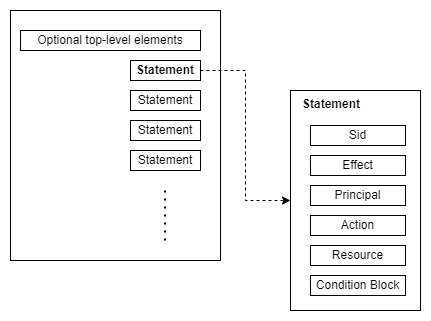 Optional top-level elements
Statement
Statement
Statement
Statement
Statement
Sid
Effect
Principal
Action
Resource
Condition Block